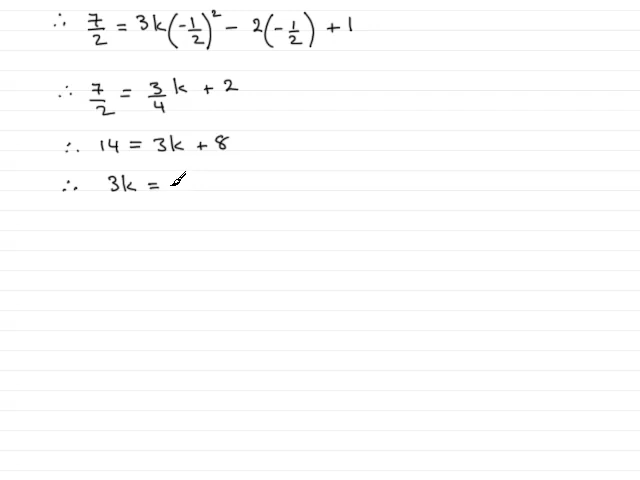 ∴ 7/2 = 3k(-1/2)² - 2(-1/2) + 1
∴ 7/2 = 3/4 k + 2
∴ 14 = 3k + 8
∴ 3k =